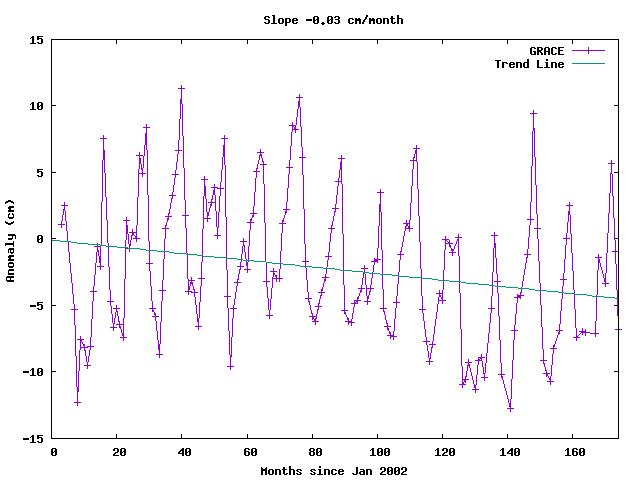 Slope -0.03 cm/month
GRACE
Trend Line
15
10
5
0
-5
-10
-15
Anomaly (cm)
0 20 40 60 80 100 120 140 160
Months since Jan 2002